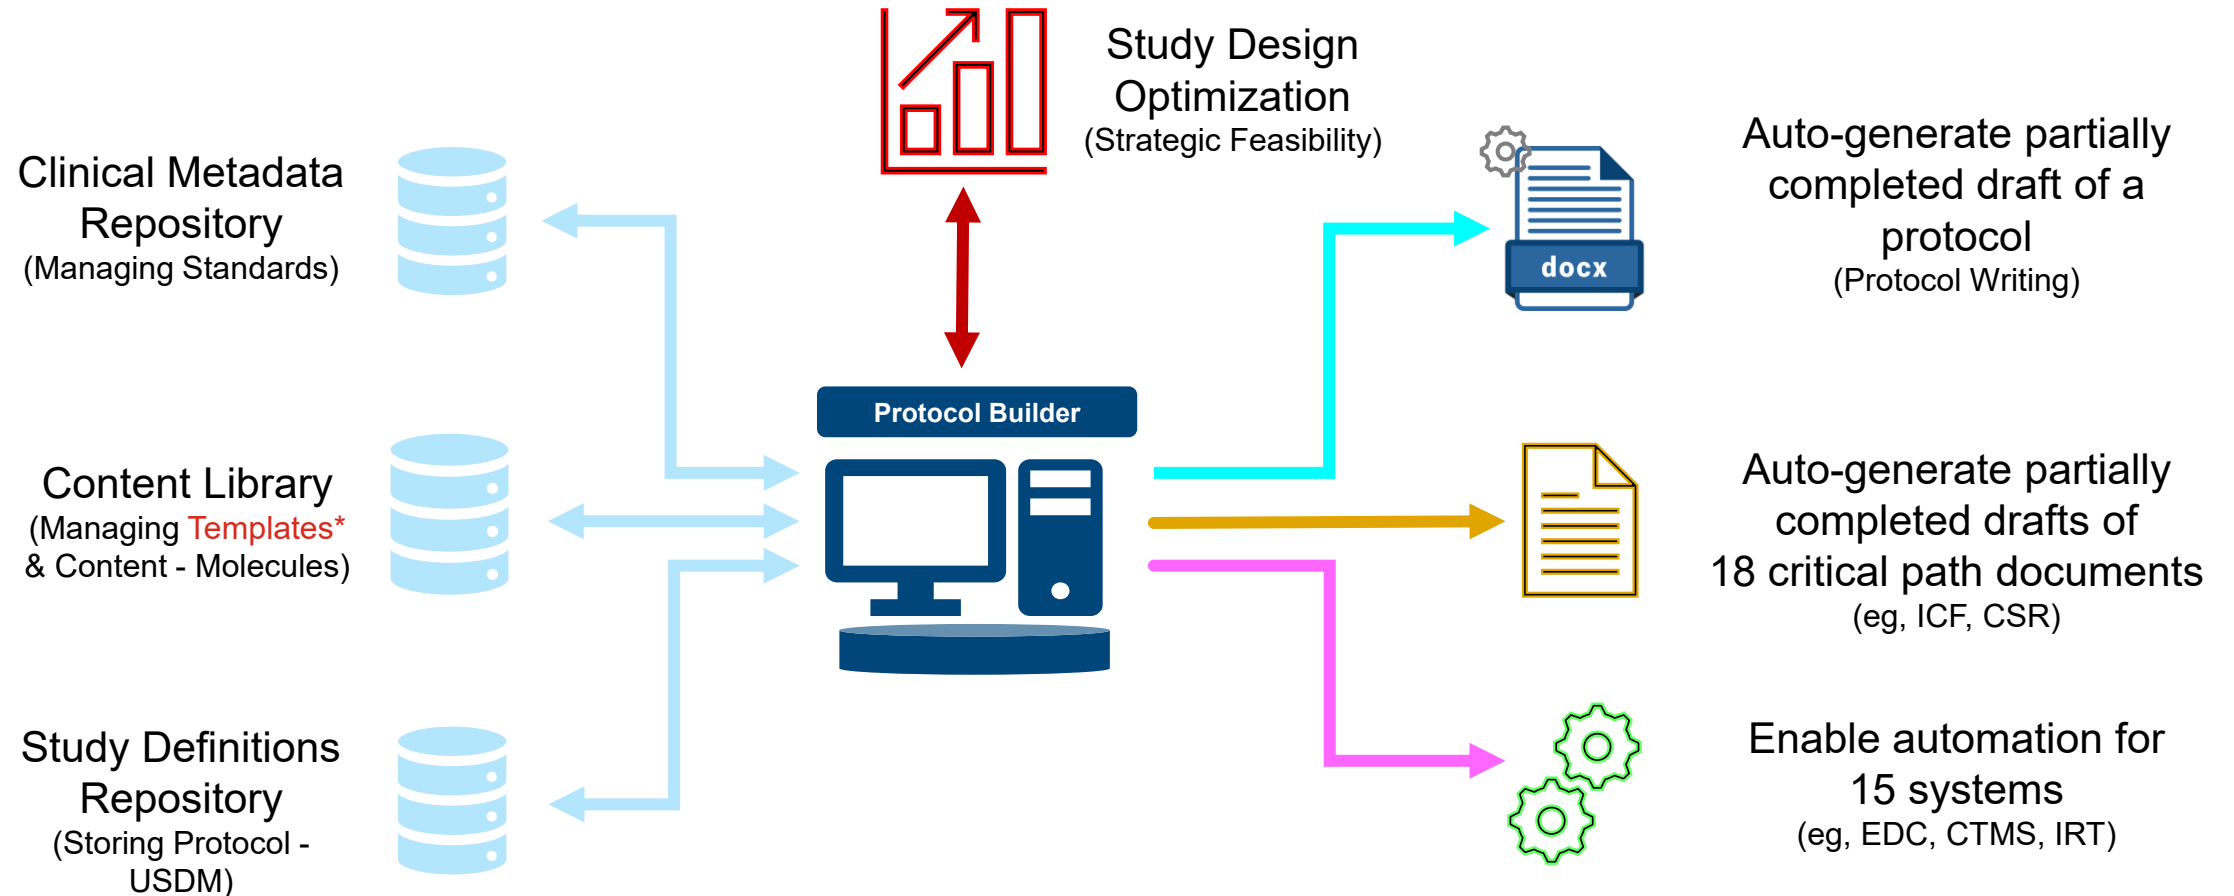 Study Design
Optimization
(Strategic Feasibility)
Clinical Metadata
Repository
(Managing Standards)
Auto-generate partially
completed draft of a
protocol
(Protocol Writing)
docx
Protocol Builder
Content Library
(Managing Templates*
& Content - Molecules)
Auto-generate partially
completed drafts of
18 critical path documents
(eg, ICF, CSR)
Study Definitions
Repository
(Storing Protocol -
USDM)
Enable automation for
15 systems
(eg, EDC, CTMS, IRT)